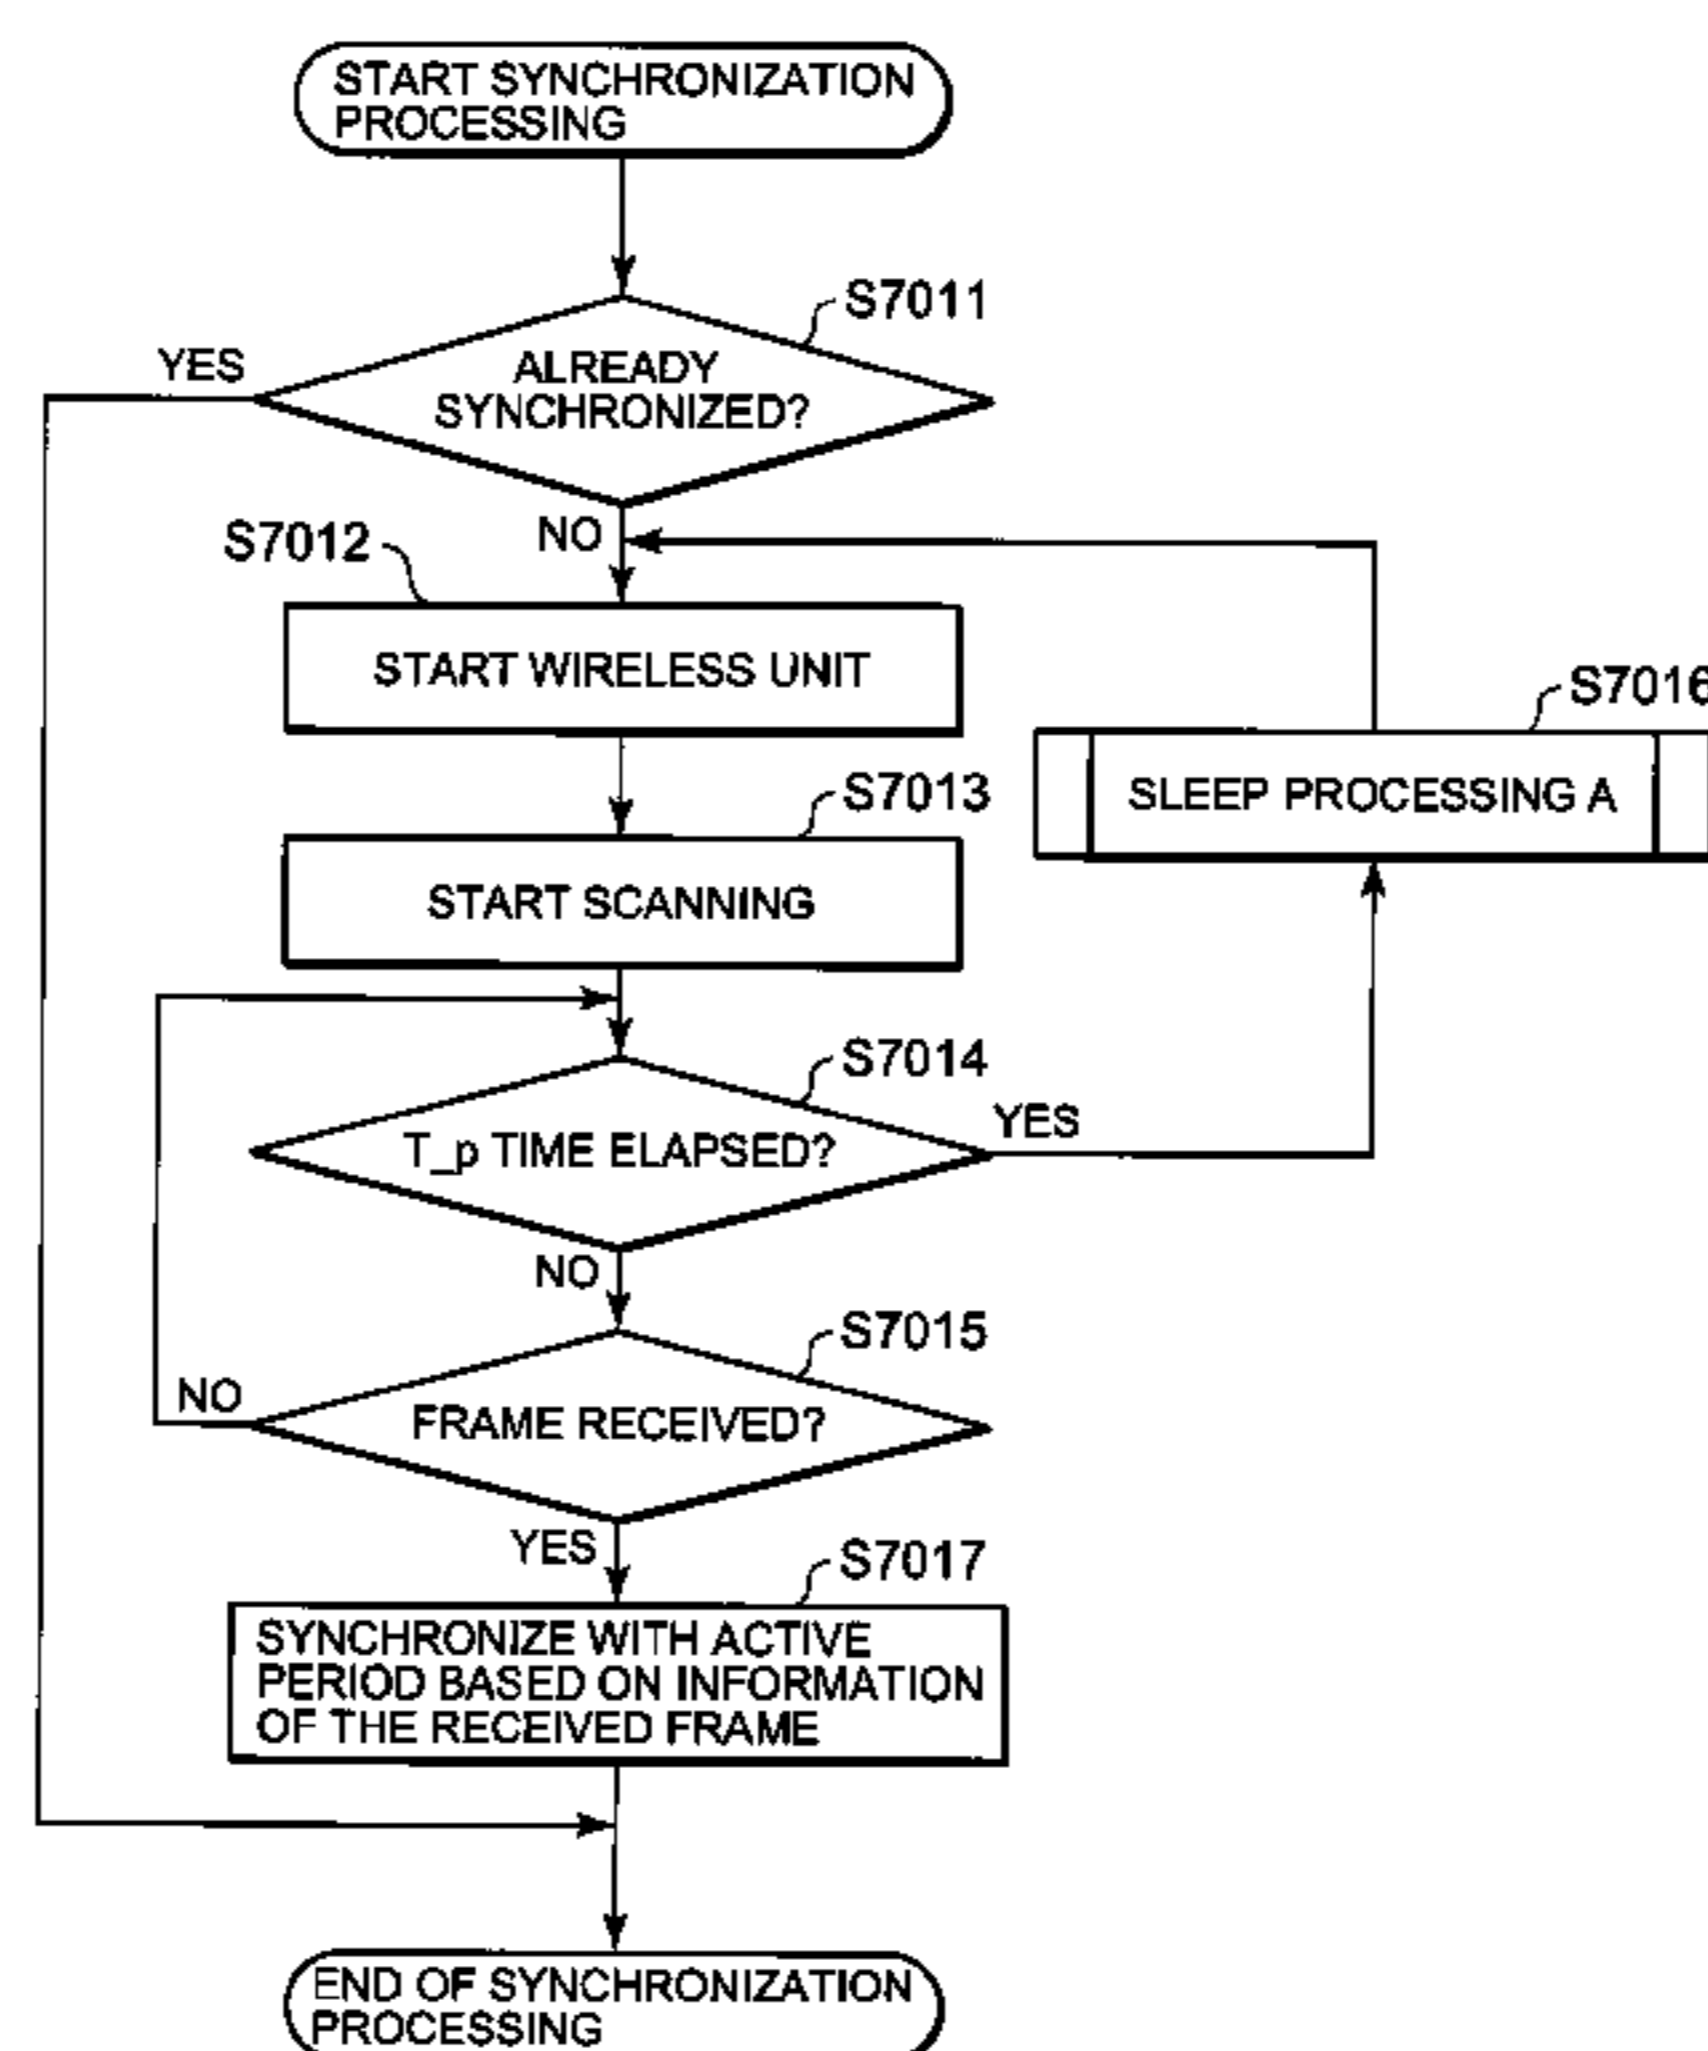 START SYNCHRONIZATION
PROCESSING
S7011
YES
ALREADY
SYNCHRONIZED?
NO
S7012
START WIRELESS UNIT
S7016
SLEEP PROCESSING A
S7013
START SCANNING
S7014
T_p TIME ELAPSED?
YES
NO
S7015
NO
FRAME RECEIVED?
YES
S7017
SYNCHRONIZE WITH ACTIVE
PERIOD BASED ON INFORMATION
OF THE RECEIVED FRAME
END OF SYNCHRONIZATION
PROCESSING